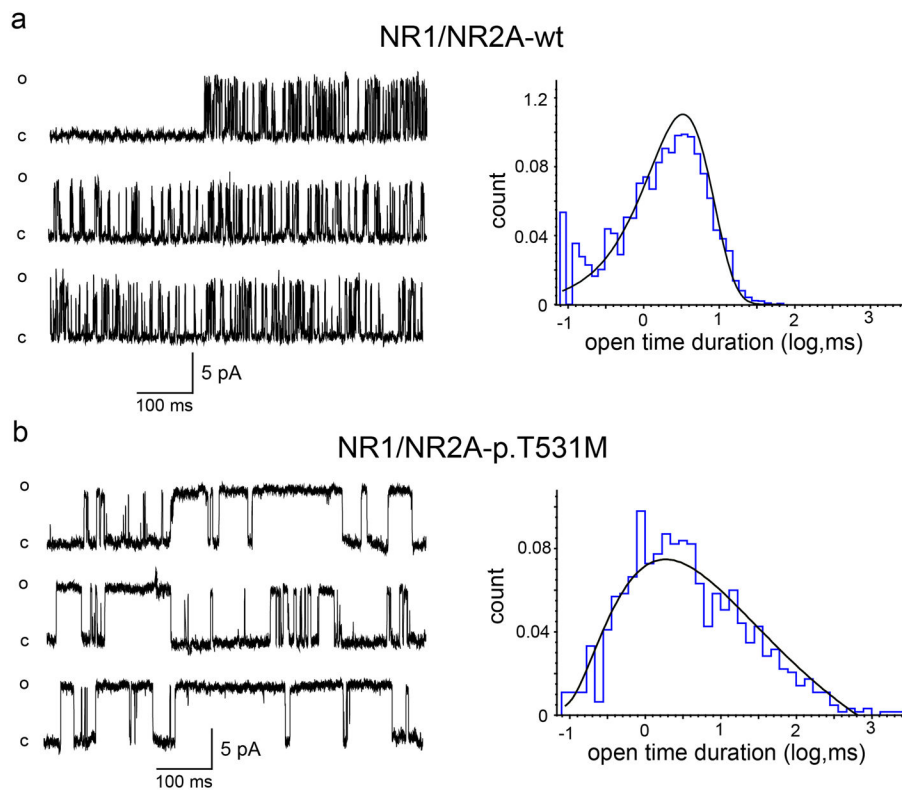 a
NR1/NR2A-wt
o
c
o
c
o
c
5 pA
100 ms
1.2
0.08
0.04
0
count
-1
0
1
2
3
open time duration (log,ms)
b
NR1/NR2A-p.T531M
o
c
o
c
o
c
5 pA
100 ms
0.08
0.04
0
count
-1
0
1
2
3
open time duration (log,ms)